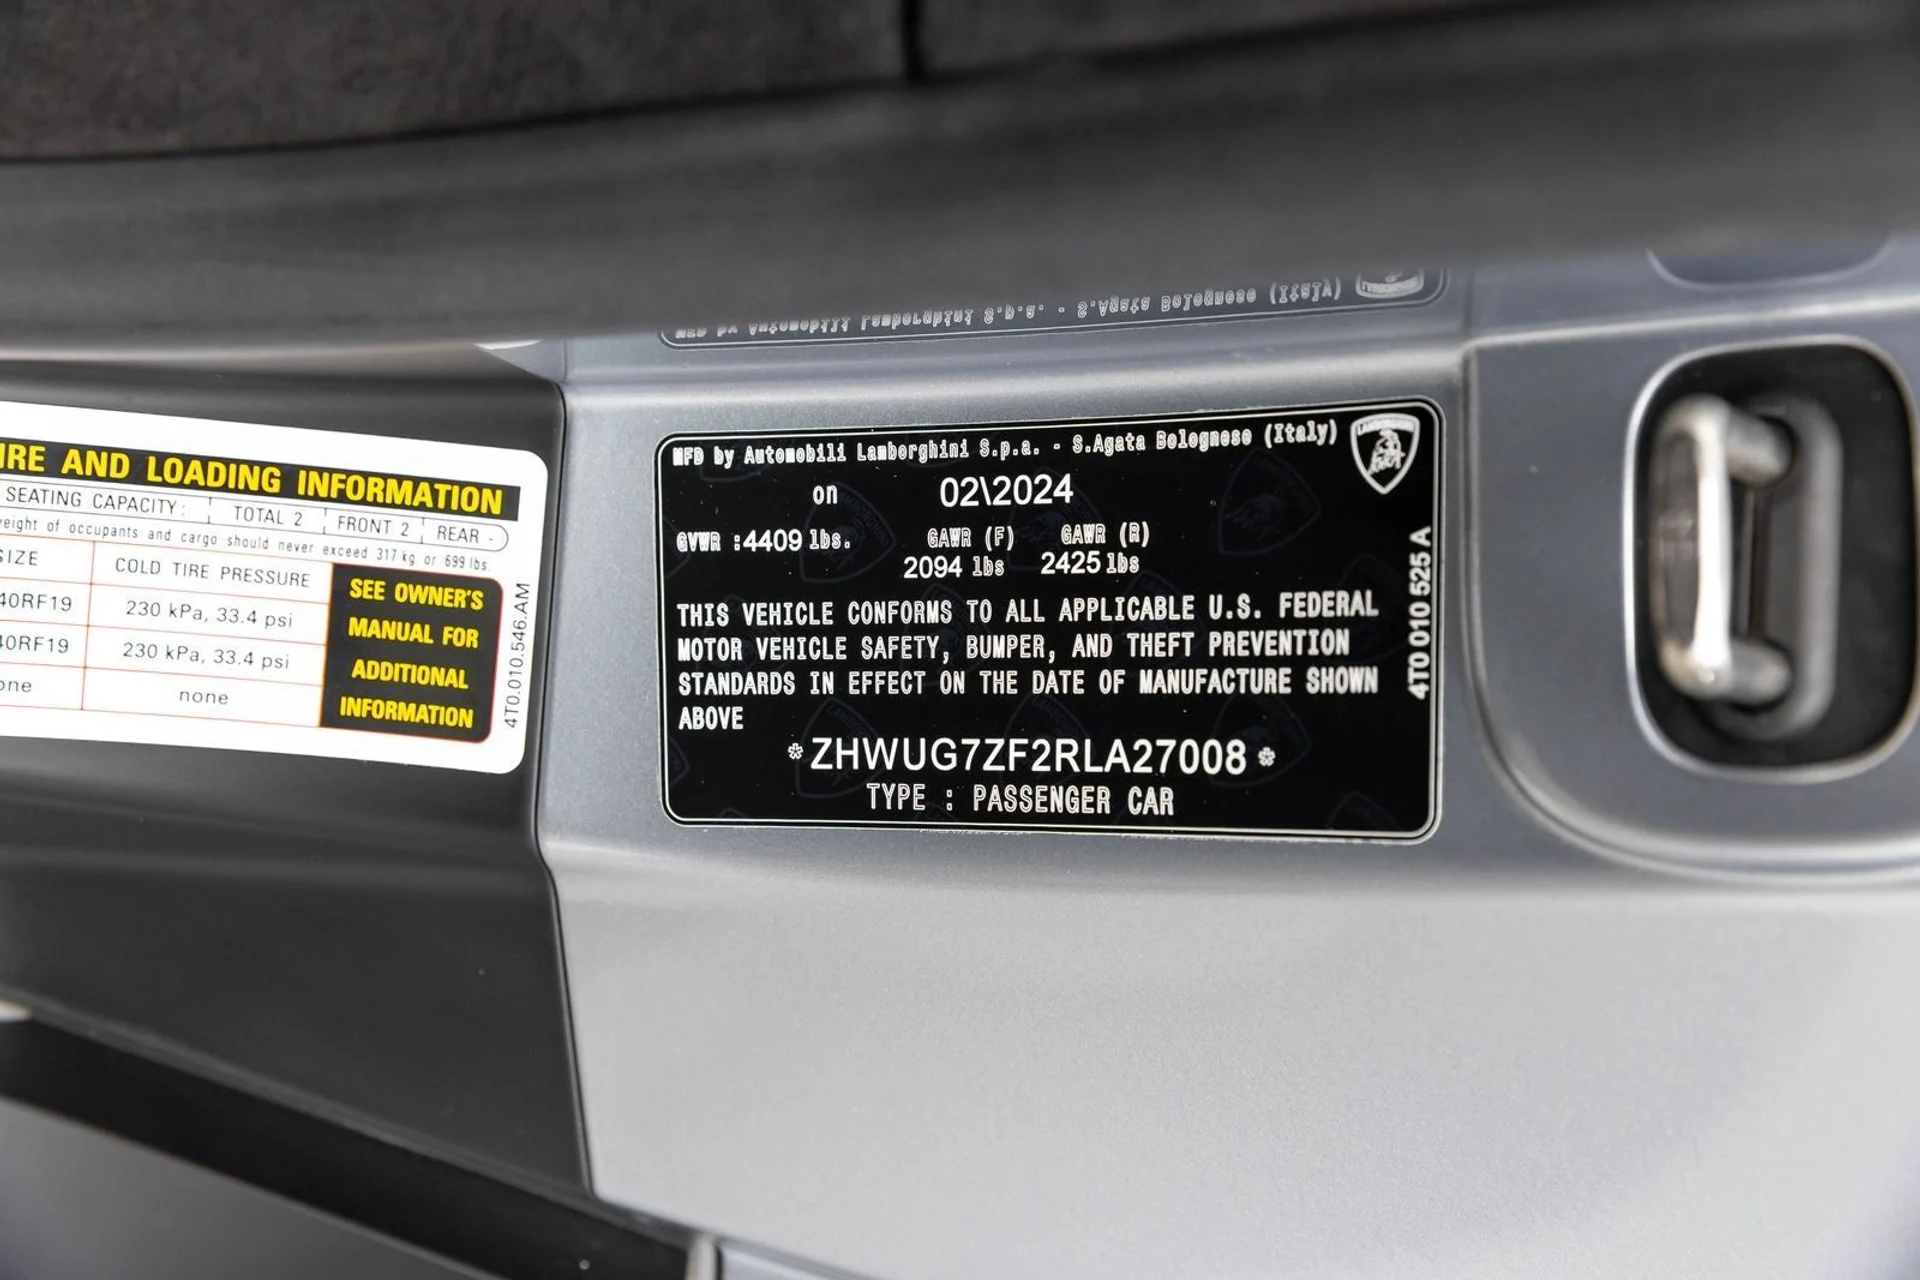 IRE AND LOADING INFORMATION
SEATING CAPACITY: TOTAL 2 FRONT 2 REAR -
weight of occupants and cargo should never exceed 317 kg or 699 lbs.
SIZE COLD TIRE PRESSURE
40RF19 230 kPa, 33.4 psi
40RF19 230 kPa, 33.4 psi
one none
SEE OWNER'S
MANUAL FOR
ADDITIONAL
INFORMATION
4T0.010.546.AM
MFD by Automobili Lamborghini S.p.a. - S.Agata Bolognese (Italy)
on 02\2024
GVWR :4409 lbs. GAWR (F) GAWR (R)
2094 lbs 2425 lbs
THIS VEHICLE CONFORMS TO ALL APPLICABLE U.S. FEDERAL
MOTOR VEHICLE SAFETY, BUMPER, AND THEFT PREVENTION
STANDARDS IN EFFECT ON THE DATE OF MANUFACTURE SHOWN
ABOVE
*ZHWUG7ZF2RLA27008*
TYPE : PASSENGER CAR
4T0 010 525 A
LAMBORGHINI